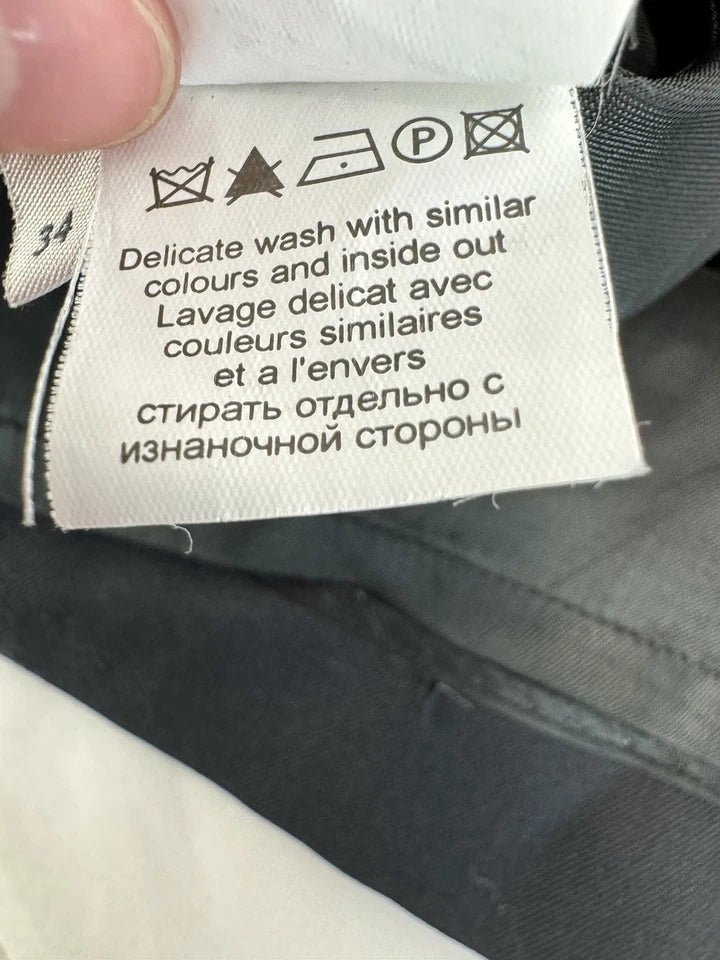 P
34
Delicate wash with similar
colours and inside out
Lavage delicat avec
couleurs similaires
et a l'envers
стирать отдельно с
изнаночной стороны